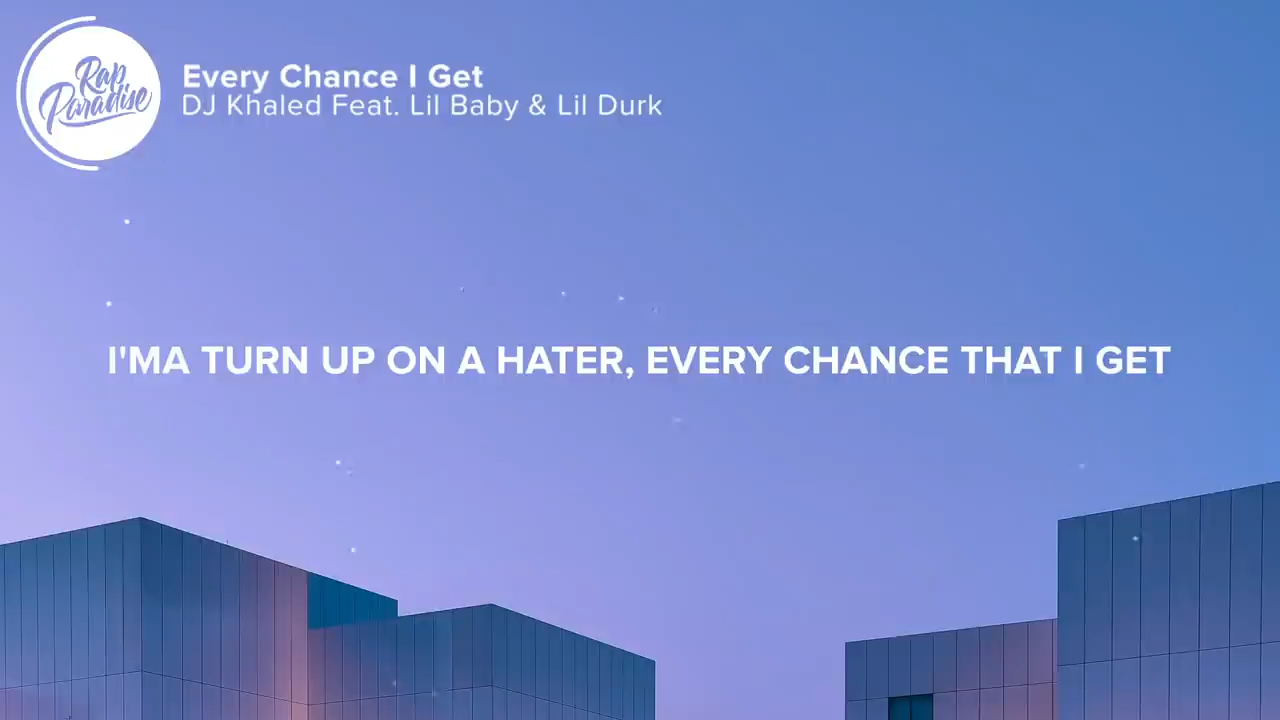 Rap
Paradise
Every Chance I Get
DJ Khaled Feat. Lil Baby & Lil Durk
I'MA TURN UP ON A HATER, EVERY CHANCE THAT I GET